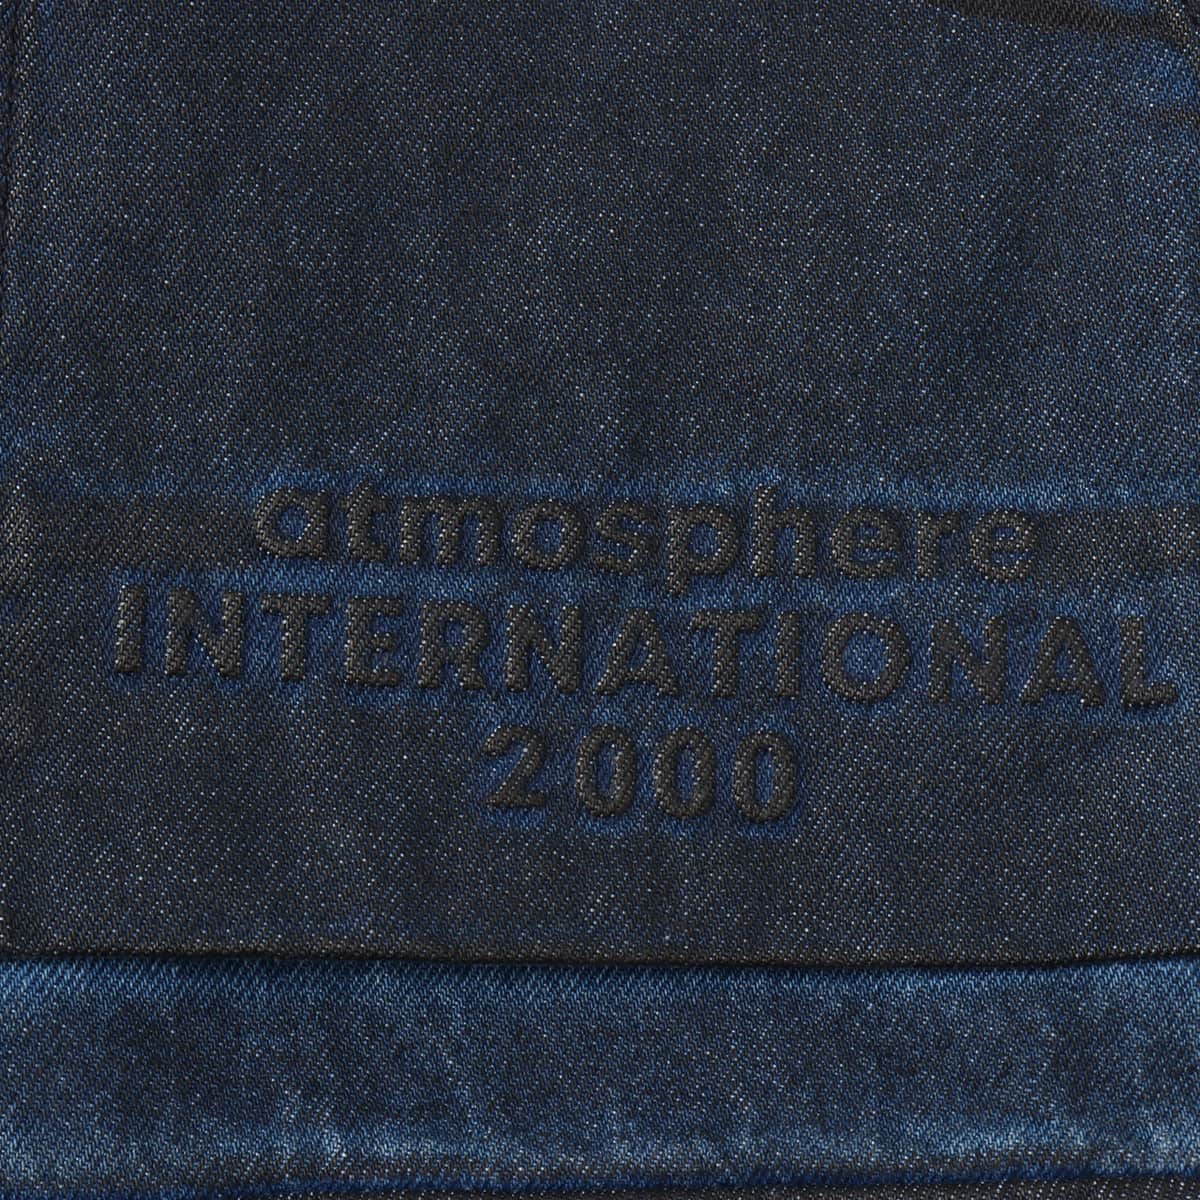 atmosphere
INTERNATIONAL
2000